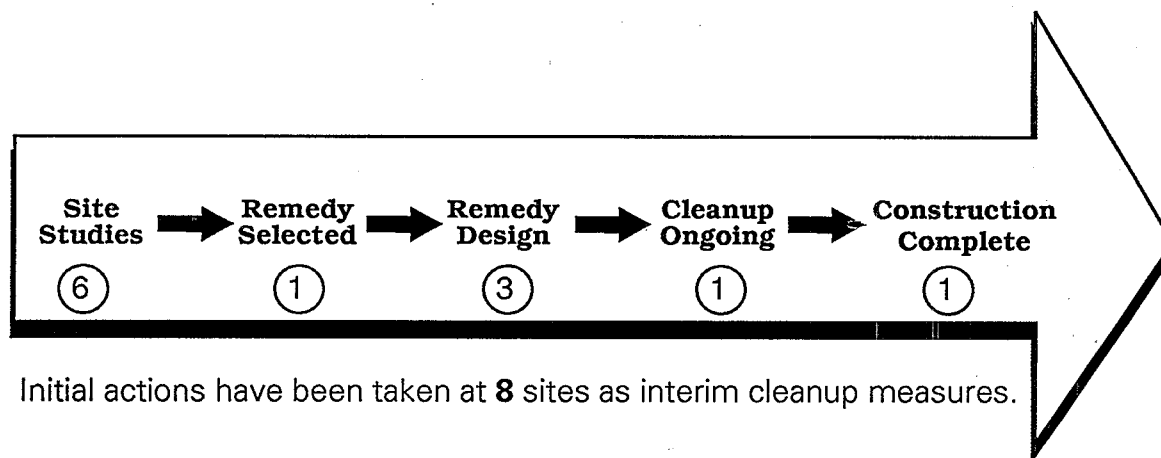 Site Studies
Remedy Selected
Remedy Design
Cleanup Ongoing
Construction Complete
6
1
3
1
1
Initial actions have been taken at 8 sites as interim cleanup measures.